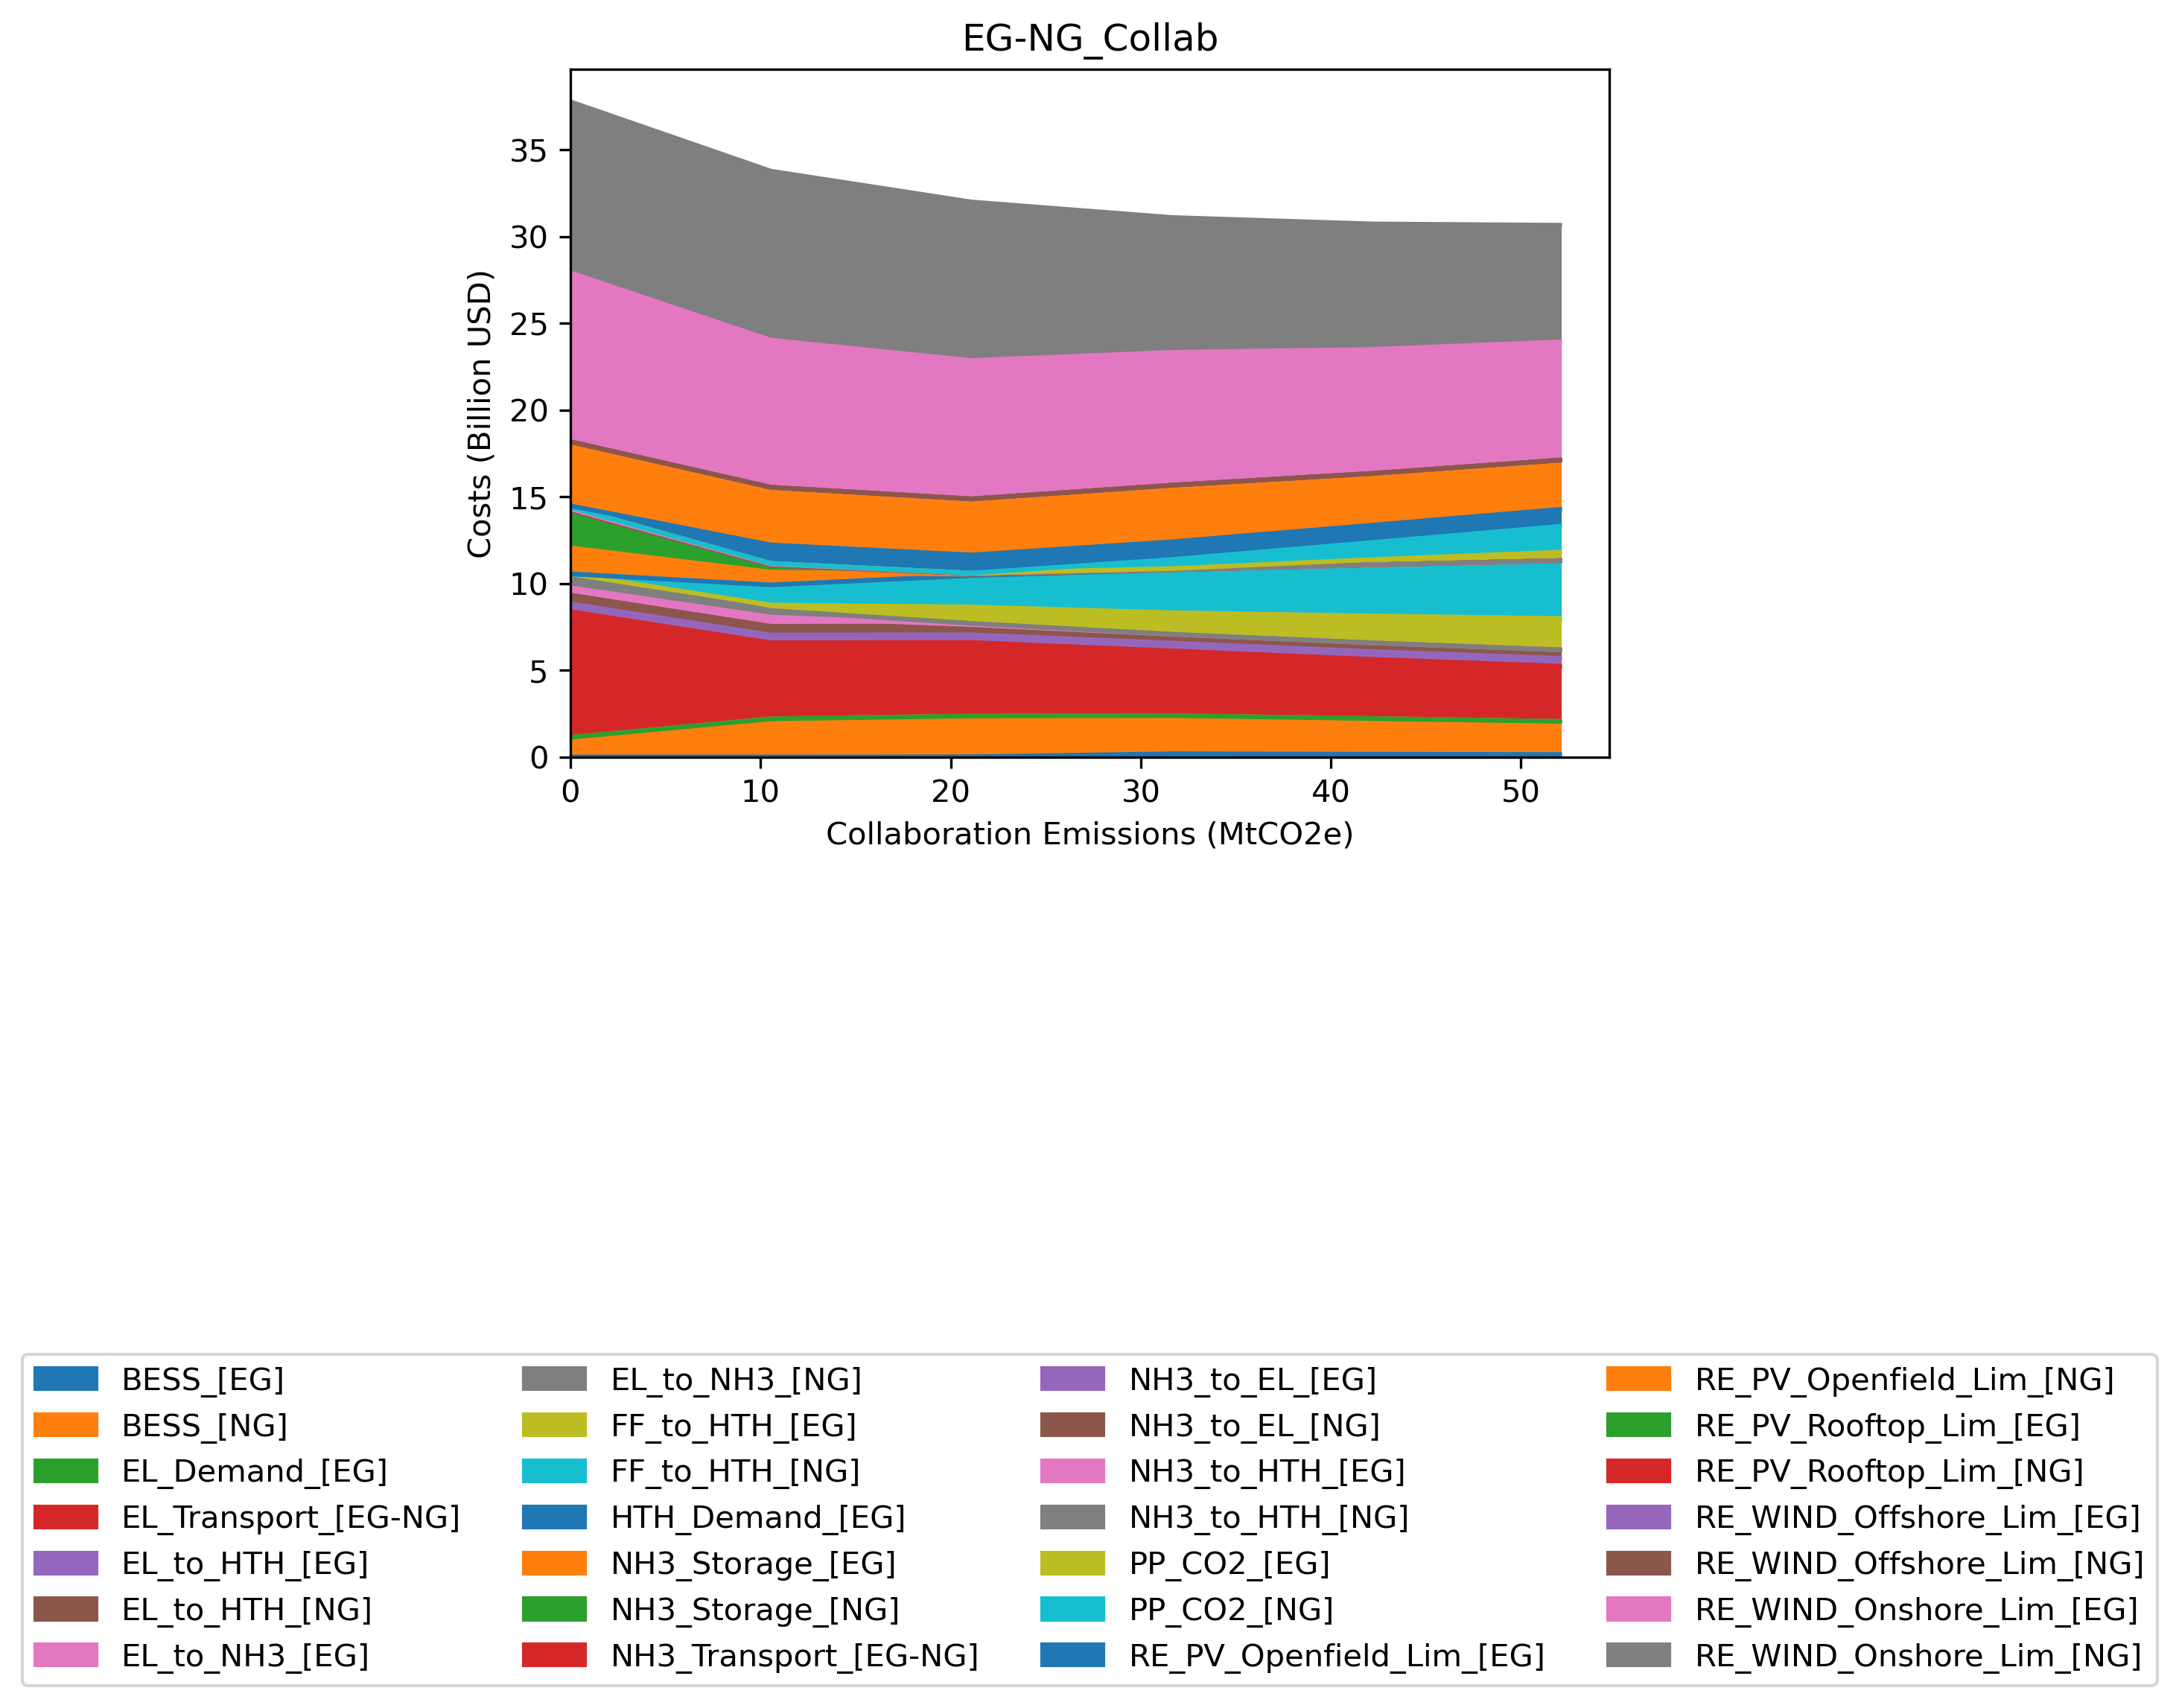 EG-NG_Collab
Costs (Billion USD)
35
30
25
20
15
10
5
0
0 10 20 30 40 50
Collaboration Emissions (MtCO2e)
BESS_[EG]
BESS_[NG]
EL_Demand_[EG]
EL_Transport_[EG-NG]
EL_to_HTH_[EG]
EL_to_HTH_[NG]
EL_to_NH3_[EG]
EL_to_NH3_[NG]
FF_to_HTH_[EG]
FF_to_HTH_[NG]
HTH_Demand_[EG]
NH3_Storage_[EG]
NH3_Storage_[NG]
NH3_Transport_[EG-NG]
NH3_to_EL_[EG]
NH3_to_EL_[NG]
NH3_to_HTH_[EG]
NH3_to_HTH_[NG]
PP_CO2_[EG]
PP_CO2_[NG]
RE_PV_Openfield_Lim_[EG]
RE_PV_Openfield_Lim_[NG]
RE_PV_Rooftop_Lim_[EG]
RE_PV_Rooftop_Lim_[NG]
RE_WIND_Offshore_Lim_[EG]
RE_WIND_Offshore_Lim_[NG]
RE_WIND_Onshore_Lim_[EG]
RE_WIND_Onshore_Lim_[NG]